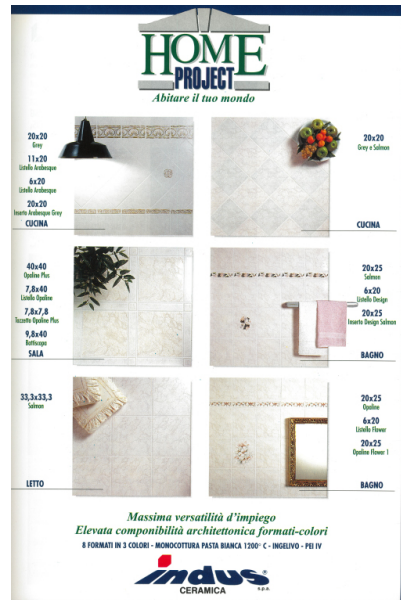 HOME
PROJECT
Abitare il tuo mondo
20x20
Grey
11x20
Listello Arabesque
6x20
Listello Arabesque
20x20
Inserto Arabesque Grey
CUCINA
20x20
Grey e Salmon
CUCINA
40x40
Opaline Plus
7,8x40
Listello Opaline
7,8x7,8
Tozzetto Opaline Plus
9,8x40
Battiscopa
SALA
20x25
Salmon
6x20
Listello Design
20x25
Inserto Design Salmon
BAGNO
33,3x33,3
Salmon
LETTO
20x25
Opaline
6x20
Listello Flower
20x25
Opaline Flower 1
BAGNO
Massima versatilità d'impiego
Elevata componibilità architettonica formati-colori
8 FORMATI IN 3 COLORI - MONOCOTTURA PASTA BIANCA 1200° C - INGELIVO - PEI IV
indus
s.p.a.
CERAMICA